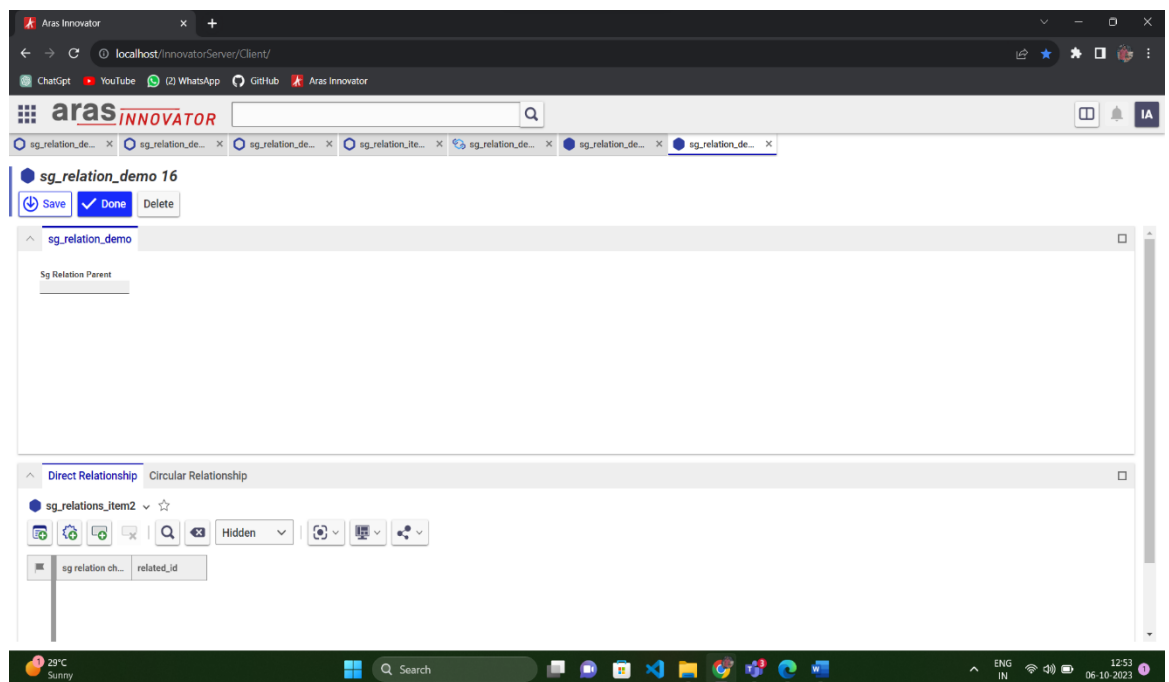 Aras Innovator
localhost/InnovatorServer/Client/
ChatGpt YouTube (2) WhatsApp GitHub Aras Innovator
aras INNOVATOR IA
sg_relation_de... sg_relation_de... sg_relation_de... sg_relation_ite... sg_relation_de... sg_relation_de... sg_relation_de...
sg_relation_demo 16
Save Done Delete
sg_relation_demo
Sg Relation Parent
Direct Relationship Circular Relationship
sg_relations_item2
Hidden
sg relation ch... related_id
1 29°C ENG 12:53
Sunny Search IN 06-10-2023 1